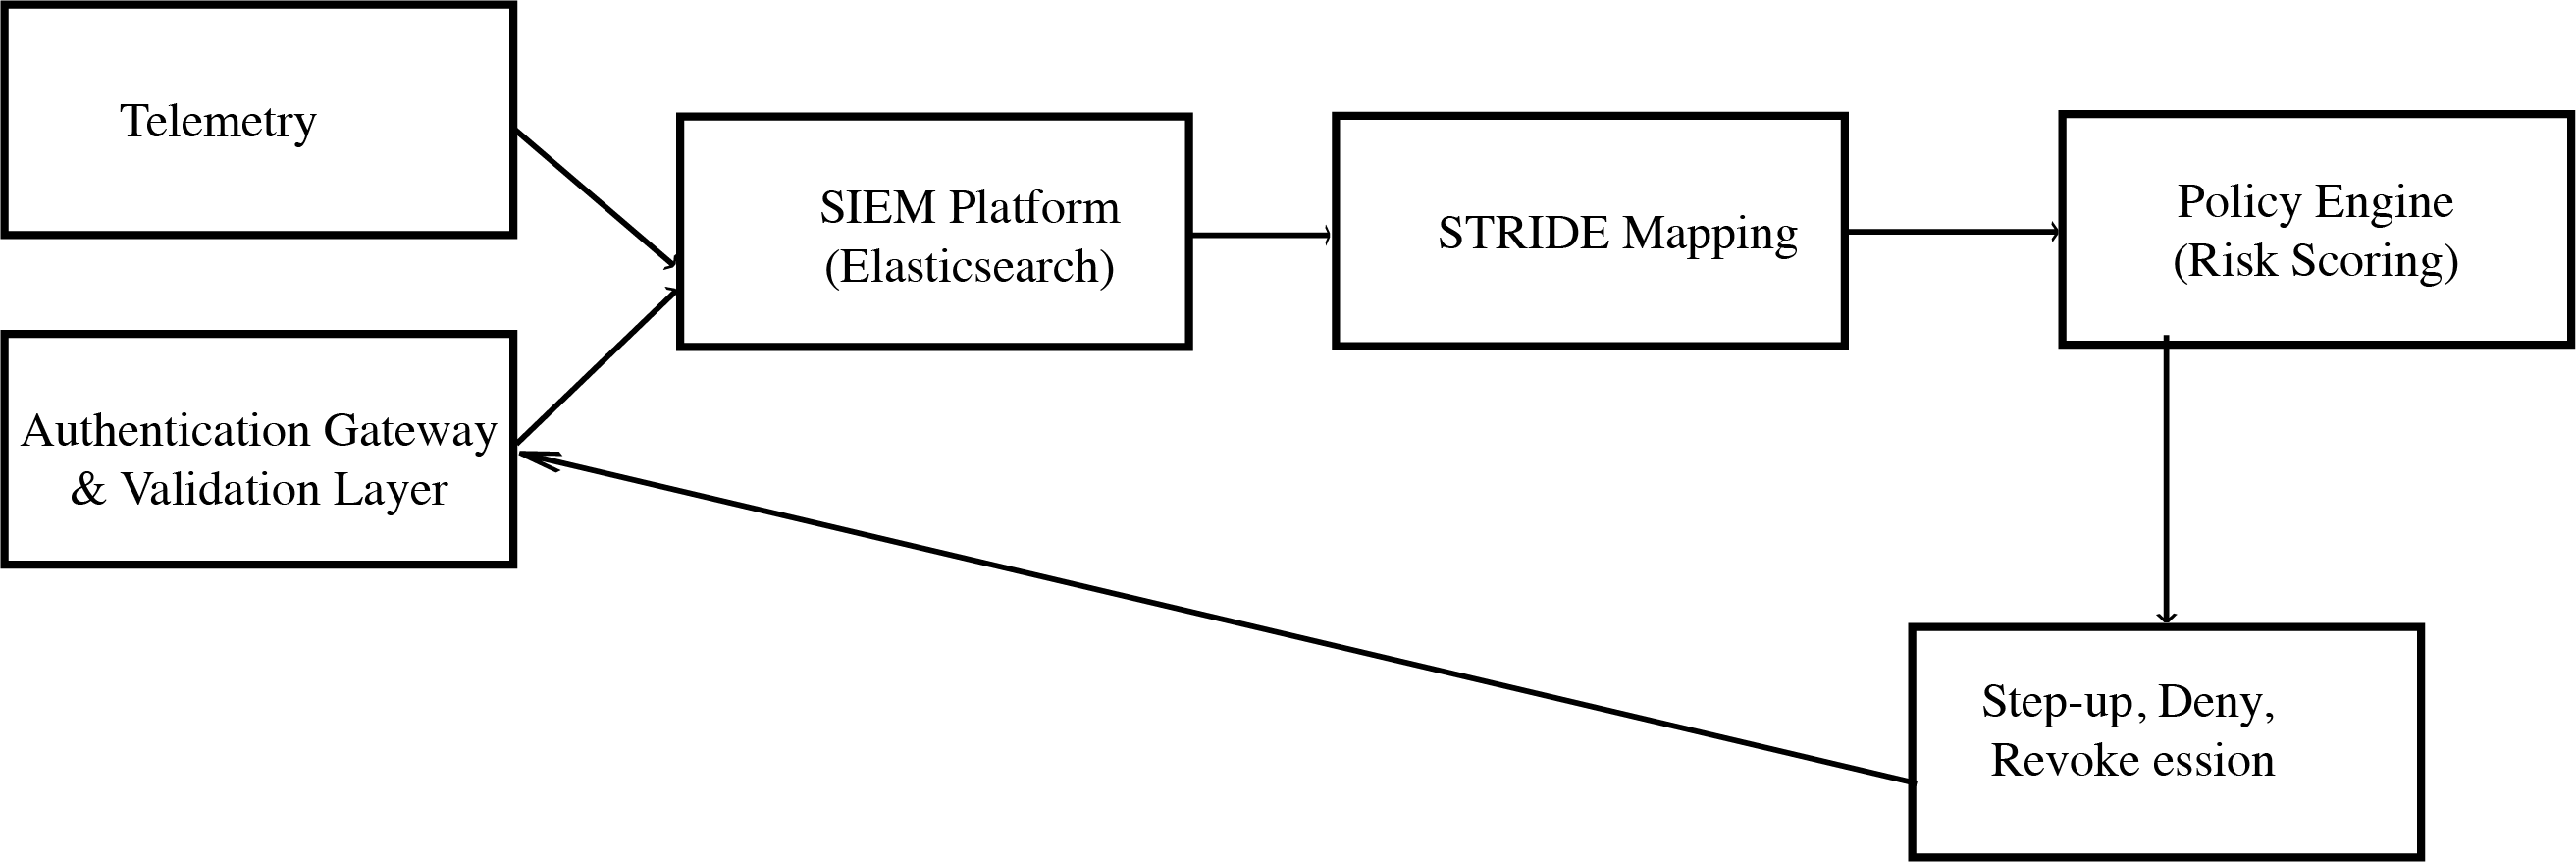 Telemetry
Authentication Gateway
& Validation Layer
SIEM Platform
(Elasticsearch)
STRIDE Mapping
Policy Engine
(Risk Scoring)
Step-up, Deny,
Revoke ession